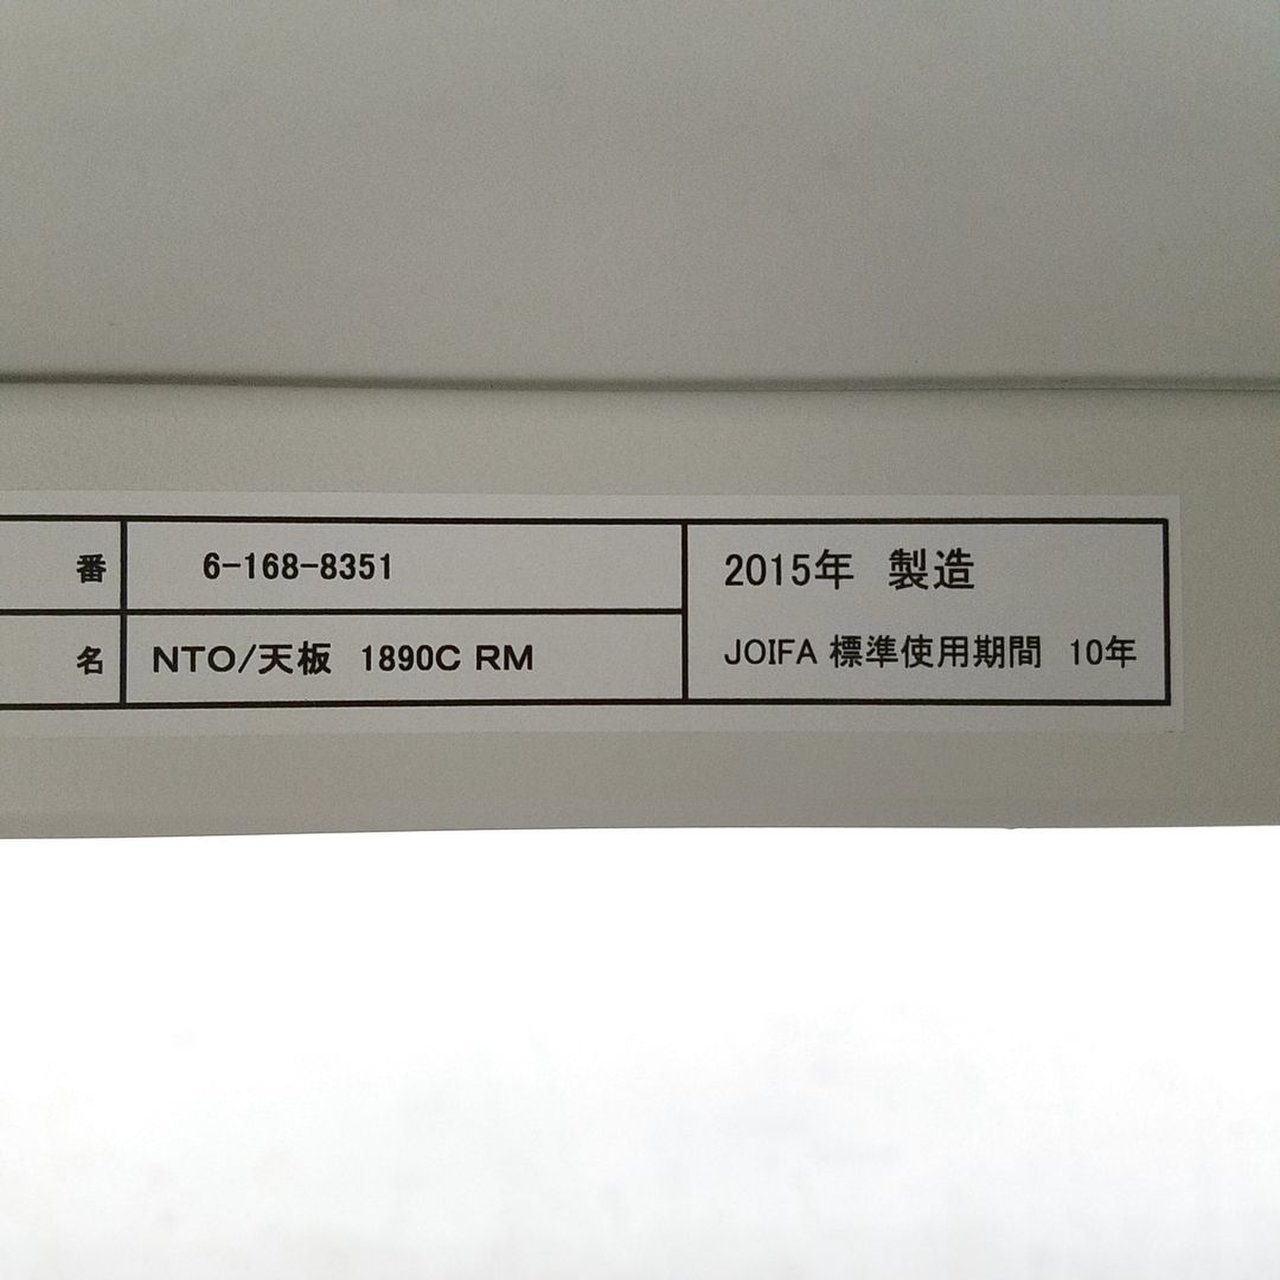 番 6-168-8351
名 NTO/天板 1890C RM
2015年 製造
JOIFA 標準使用期間 10年